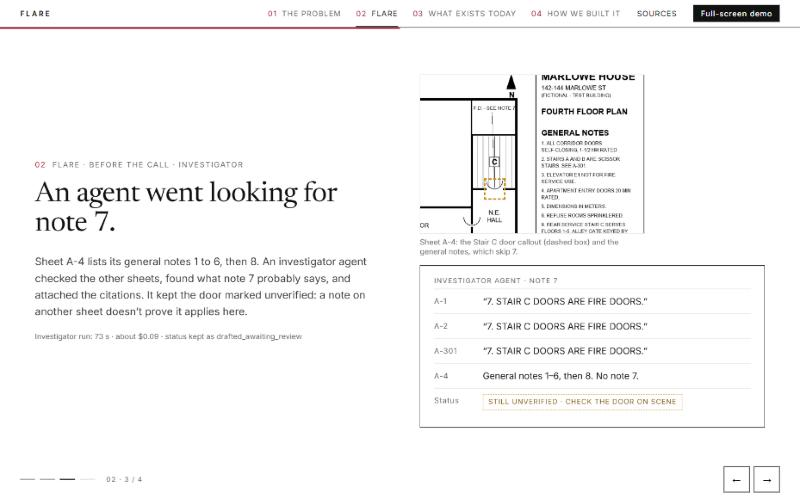 FLARE
01 THE PROBLEM
02 FLARE
03 WHAT EXISTS TODAY
04 HOW WE BUILT IT
SOURCES
Full-screen demo
02 FLARE · BEFORE THE CALL · INVESTIGATOR
An agent went looking for
note 7.
Sheet A-4 lists its general notes 1 to 6, then 8. An investigator agent
checked the other sheets, found what note 7 probably says, and
attached the citations. It kept the door marked unverified: a note on
another sheet doesn't prove it applies here.
Investigator run: 73 s · about $0.09 · status kept as drafted_awaiting_review
N
F.D. - SEE NOTE 7
C
N.E.
HALL
OR
MARLOWE HOUSE
142-144 MARLOWE ST
(FICTIONAL - TEST BUILDING)
FOURTH FLOOR PLAN
GENERAL NOTES
1. ALL CORRIDOR DOORS
SELF-CLOSING, 1-1/2 HR RATED.
2. STAIRS A AND B ARE SCISSOR
STAIRS. SEE A-301.
3. ELEVATOR E NOT FOR FIRE
SERVICE USE.
4. APARTMENT ENTRY DOORS 20 MIN
RATED.
5. DIMENSIONS IN METERS.
6. REFUSE ROOMS SPRINKLERED.
8. REAR SERVICE STAIR C SERVES
FLOORS 1-4. ALLEY GATE KEYED BY
Sheet A-4: the Stair C door callout (dashed box) and the
general notes, which skip 7.
INVESTIGATOR AGENT · NOTE 7
A-1 "7. STAIR C DOORS ARE FIRE DOORS."
A-2 "7. STAIR C DOORS ARE FIRE DOORS."
A-301 "7. STAIR C DOORS ARE FIRE DOORS."
A-4 General notes 1–6, then 8. No note 7.
Status STILL UNVERIFIED · CHECK THE DOOR ON SCENE
02 · 3 / 4
← →